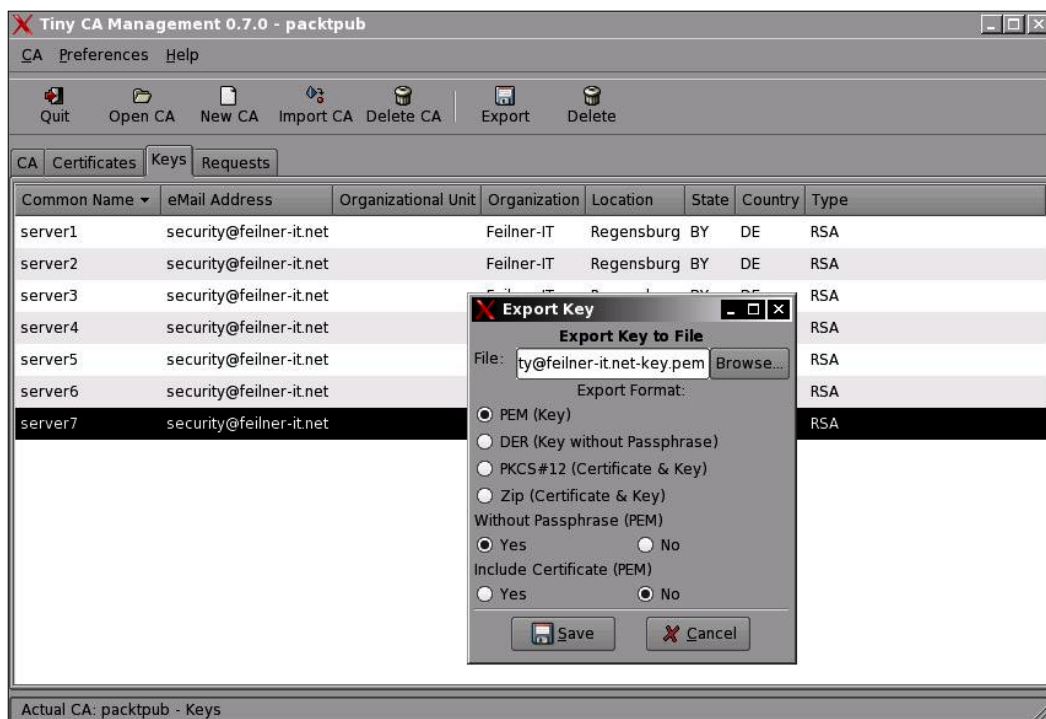 Tiny CA Management 0.7.0 - packtpub
CA Preferences Help
Quit Open CA New CA Import CA Delete CA Export Delete
CA Certificates Keys Requests
Common Name eMail Address Organizational Unit Organization Location State Country Type
server1 security@feilner-it.net Feilner-IT Regensburg BY DE RSA
server2 security@feilner-it.net Feilner-IT Regensburg BY DE RSA
server3 security@feilner-it.net RSA
server4 security@feilner-it.net RSA
server5 security@feilner-it.net RSA
server6 security@feilner-it.net RSA
server7 security@feilner-it.net RSA
Export Key
Export Key to File
File: ty@feilner-it.net-key.pem Browse...
Export Format:
PEM (Key)
DER (Key without Passphrase)
PKCS#12 (Certificate & Key)
Zip (Certificate & Key)
Without Passphrase (PEM)
Yes No
Include Certificate (PEM)
Yes No
Save Cancel
Actual CA: packtpub - Keys